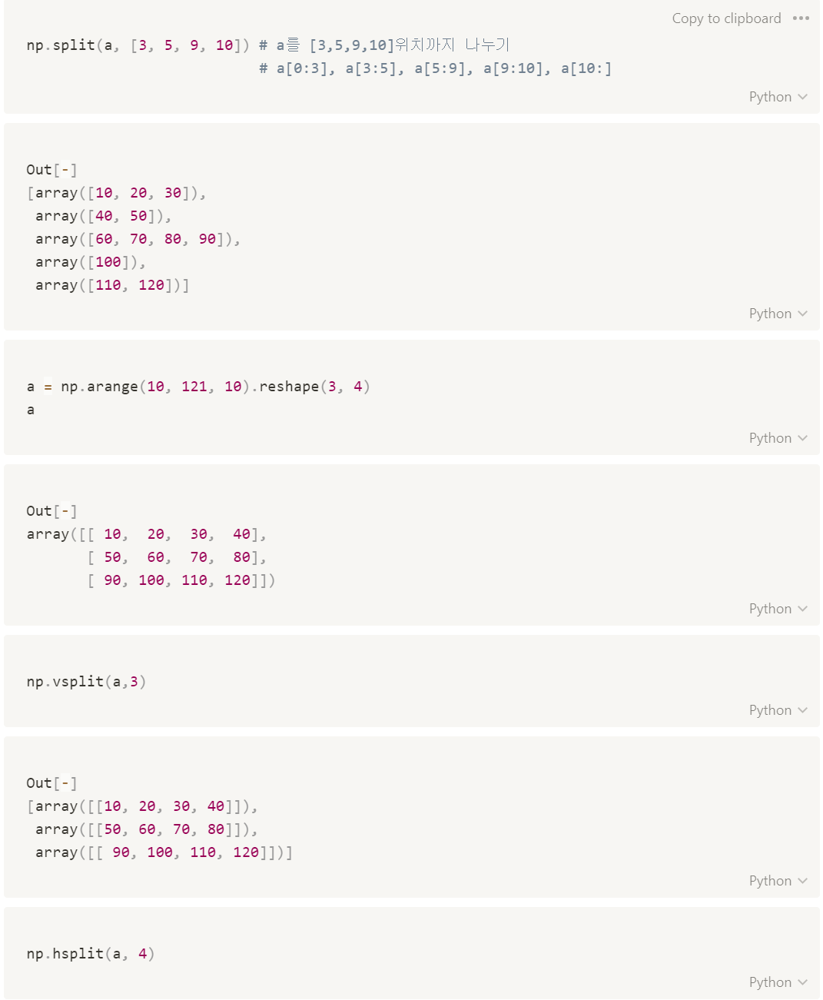 Copy to clipboard •••
np.split(a, [3, 5, 9, 10]) # a를 [3,5,9,10]위치까지 나누기
# a[0:3], a[3:5], a[5:9], a[9:10], a[10:]
Python
Out[-]
[array([10, 20, 30]),
array([40, 50]),
array([60, 70, 80, 90]),
array([100]),
array([110, 120])]
Python
a = np.arange(10, 121, 10).reshape(3, 4)
a
Python
Out[-]
array([[ 10,  20,  30,  40],
[ 50,  60,  70,  80],
[ 90, 100, 110, 120]])
Python
np.vsplit(a,3)
Python
Out[-]
[array([[10, 20, 30, 40]]),
array([[50, 60, 70, 80]]),
array([[ 90, 100, 110, 120]])]
Python
np.hsplit(a, 4)
Python